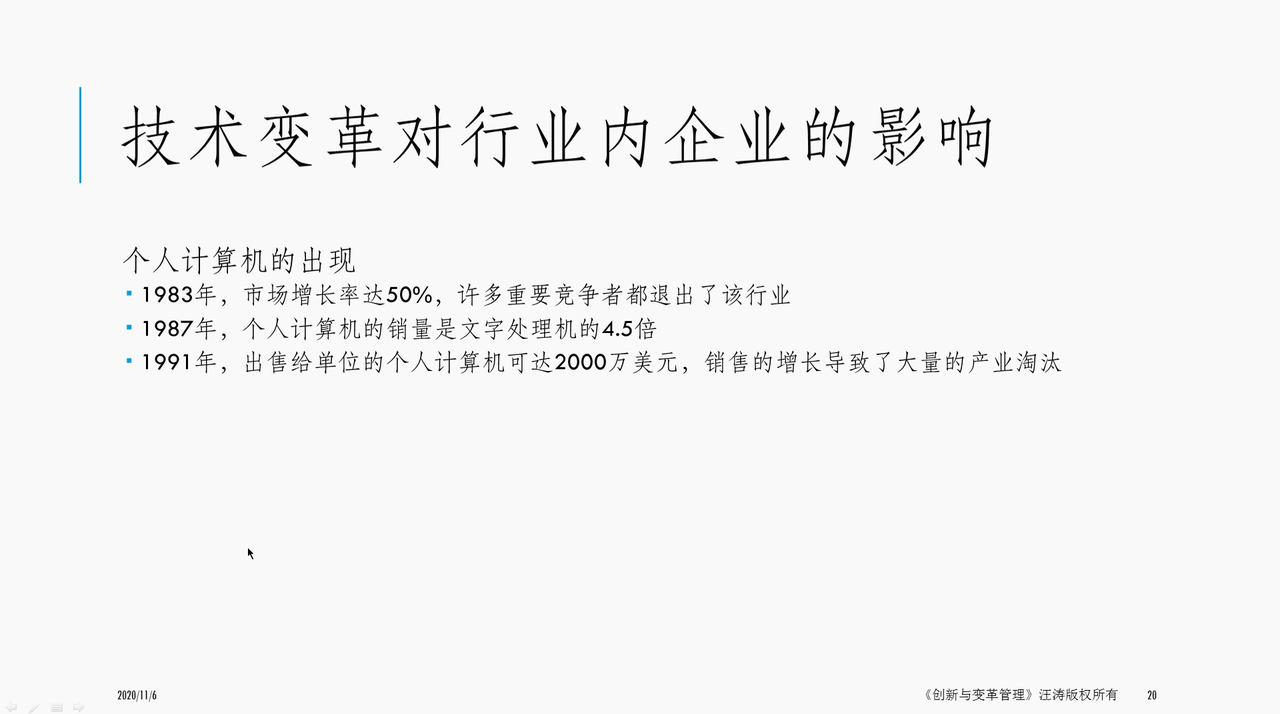 技术变革对行业内企业的影响
个人计算机的出现
▪ 1983年，市场增长率达50%，许多重要竞争者都退出了该行业
▪ 1987年，个人计算机的销量是文字处理机的4.5倍
▪ 1991年，出售给单位的个人计算机可达2000万美元，销售的增长导致了大量的产业淘汰
2020/11/6
《创新与变革管理》汪涛版权所有
20